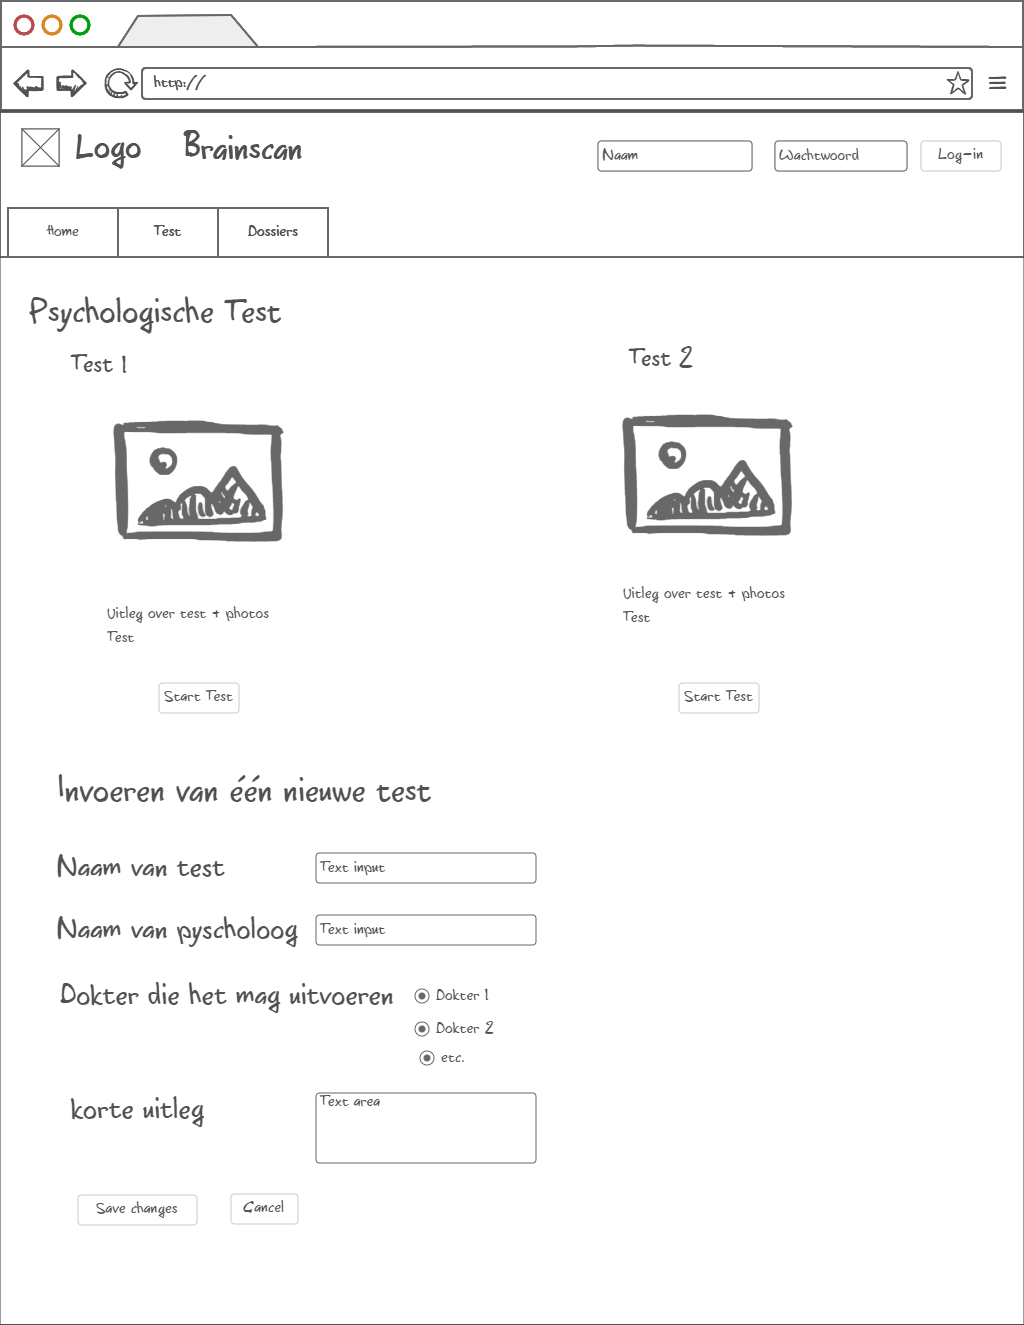 http://
Logo Brainscan
Naam Wachtwoord Log-in
Home Test Dossiers
Psychologische Test
Test 1 Test 2
Uitleg over test + photos
Test
Uitleg over test + photos
Test
Start Test Start Test
Invoeren van één nieuwe test
Naam van test Text input
Naam van pyscholoog Text input
Dokter die het mag uitvoeren Dokter 1
Dokter 2
etc.
korte uitleg Text area
Save changes Cancel